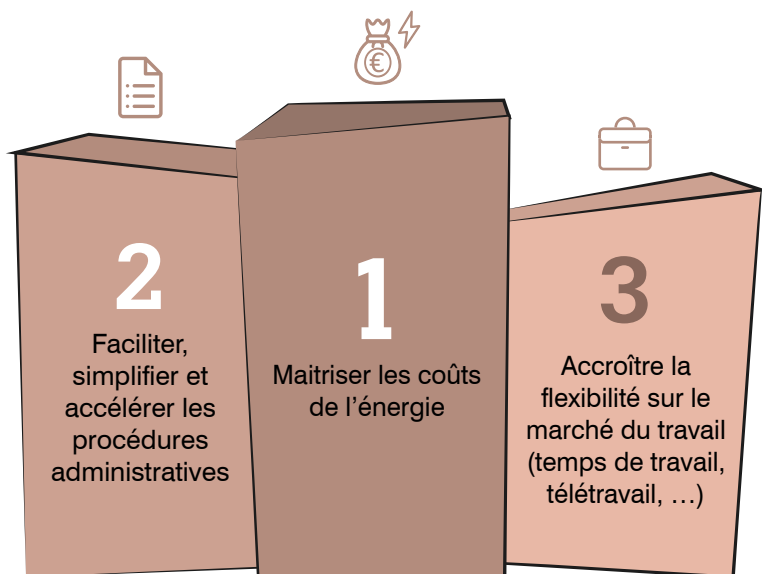 2
Faciliter,
simplifier et
accélérer les
procédures
administratives
€
1
Maitriser les coûts
de l’énergie
3
Accroître la
flexibilité sur le
marché du travail
(temps de travail,
télétravail, …)